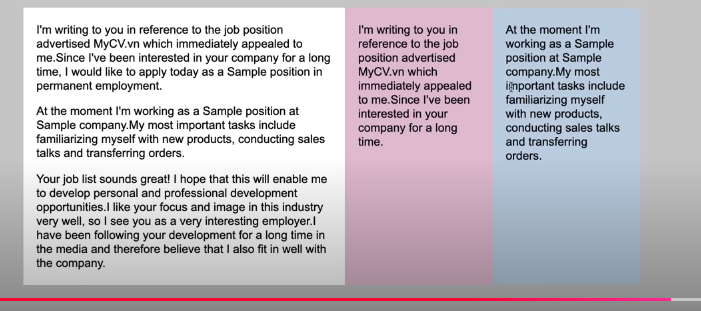 I'm writing to you in reference to the job position
advertised MyCV.vn which immediately appealed to
me.Since I've been interested in your company for a long
time, I would like to apply today as a Sample position in
permanent employment.
At the moment I'm working as a Sample position at
Sample company.My most important tasks include
familiarizing myself with new products, conducting sales
talks and transferring orders.
Your job list sounds great! I hope that this will enable me
to develop personal and professional development
opportunities.I like your focus and image in this industry
very well, so I see you as a very interesting employer.I
have been following your development for a long time in
the media and therefore believe that I also fit in well with
the company.
I'm writing to you in
reference to the job
position advertised
MyCV.vn which
immediately appealed
to me.Since I've been
interested in your
company for a long
time.
At the moment I'm
working as a Sample
position at Sample
company.My most
important tasks include
familiarizing myself
with new products,
conducting sales talks
and transferring
orders.